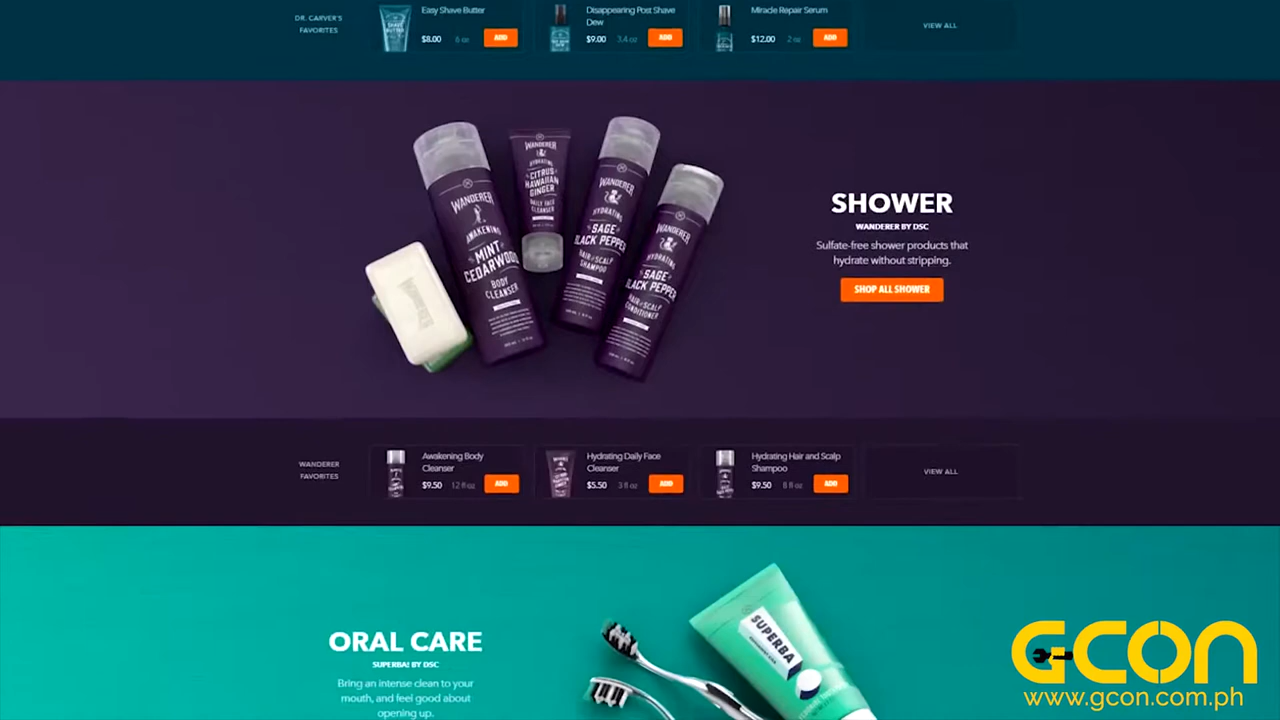 DR. CARVER'S
FAVORITES
Easy Shave Butter
$8.00 6 oz ADD
Disappearing Post Shave
Dew
$9.00 3.4 oz ADD
Miracle Repair Serum
$12.00 2 oz ADD
VIEW ALL
WANDERER
AWAKENING
MINT
CEDARWOOD
BODY
CLEANSER
WANDERER
HYDRATING
CITRUS
HAWAIIAN
GINGER
DAILY FACE
CLEANSER
WANDERER
HYDRATING
SAGE
BLACK PEPPER
HAIR & SCALP
SHAMPOO
WANDERER
HYDRATING
SAGE
BLACK PEPPER
HAIR & SCALP
CONDITIONER
SHOWER
WANDERER BY DSC
Sulfate-free shower products that
hydrate without stripping.
SHOP ALL SHOWER
WANDERER
FAVORITES
Awakening Body
Cleanser
$9.50 12 fl oz ADD
Hydrating Daily Face
Cleanser
$5.50 3 fl oz ADD
Hydrating Hair and Scalp
Shampoo
$9.50 8 fl oz ADD
VIEW ALL
ORAL CARE
SUPERBA! BY DSC
Bring an intense clean to your
mouth, and feel good about
opening up.
SUPERBA
GCON
www.gcon.com.ph